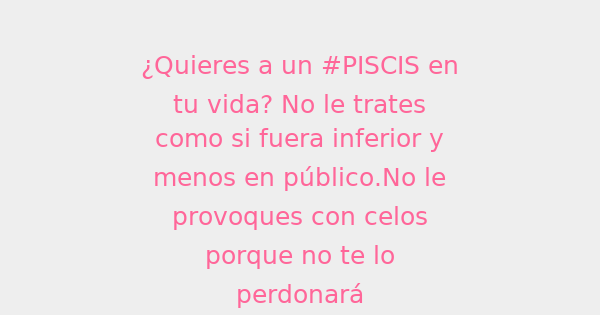 ¿Quieres a un #PISCIS en
tu vida? No le trates
como si fuera inferior y
menos en público.No le
provoques con celos
porque no te lo
perdonará